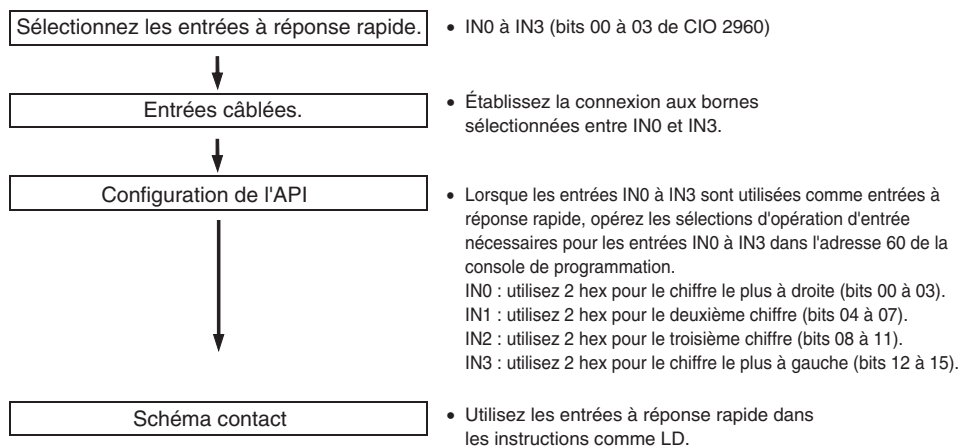 Sélectionnez les entrées à réponse rapide.
• IN0 à IN3 (bits 00 à 03 de CIO 2960)
Entrées câblées.
• Établissez la connexion aux bornes
sélectionnées entre IN0 et IN3.
Configuration de l'API
• Lorsque les entrées IN0 à IN3 sont utilisées comme entrées à
réponse rapide, opérez les sélections d'opération d'entrée
nécessaires pour les entrées IN0 à IN3 dans l'adresse 60 de la
console de programmation.
IN0 : utilisez 2 hex pour le chiffre le plus à droite (bits 00 à 03).
IN1 : utilisez 2 hex pour le deuxième chiffre (bits 04 à 07).
IN2 : utilisez 2 hex pour le troisième chiffre (bits 08 à 11).
IN3 : utilisez 2 hex pour le chiffre le plus à gauche (bits 12 à 15).
Schéma contact
• Utilisez les entrées à réponse rapide dans
les instructions comme LD.